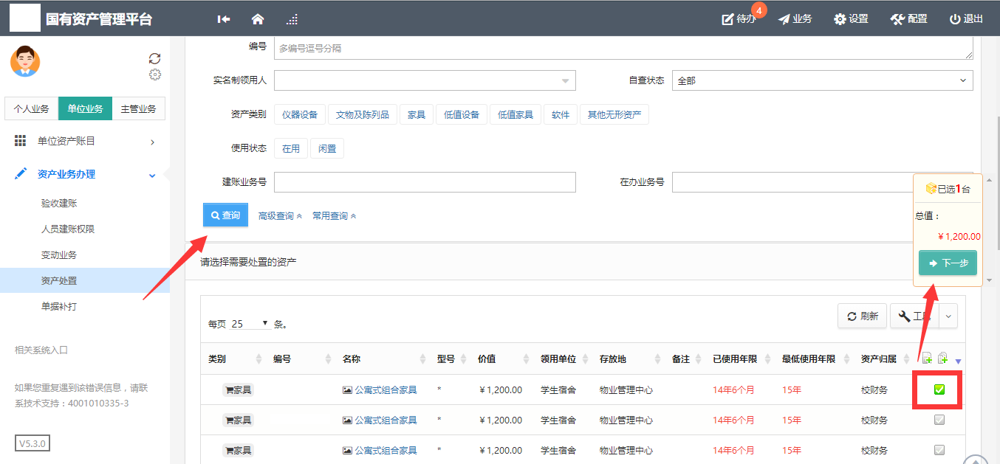 国有资产管理平台
待办 4
业务
设置
配置
退出
个人业务 单位业务 主管业务
单位资产账目
资产业务办理
验收建账
人员建账权限
变动业务
资产处置
单据补打
相关系统入口
如果您重复遇到该错误信息，请联
系技术支持：4001010335-3
V5.3.0
编号 多编号逗号分隔
实名制领用人 自查状态 全部
资产类别 仪器设备 文物及陈列品 家具 低值设备 低值家具 软件 其他无形资产
使用状态 在用 闲置
建账业务号 在办业务号
查询 高级查询 常用查询
已选1台
总值：
￥1,200.00
下一步
请选择需要处置的资产
每页 25 条。
刷新 工具
类别 编号 名称 型号 价值 领用单位 存放地 备注 已使用年限 最低使用年限 资产归属
家具 公寓式组合家具 * ￥1,200.00 学生宿舍 物业管理中心 14年6个月 15年 校财务
家具 公寓式组合家具 * ￥1,200.00 学生宿舍 物业管理中心 14年6个月 15年 校财务
家具 公寓式组合家具 * ￥1,200.00 学生宿舍 物业管理中心 14年6个月 15年 校财务